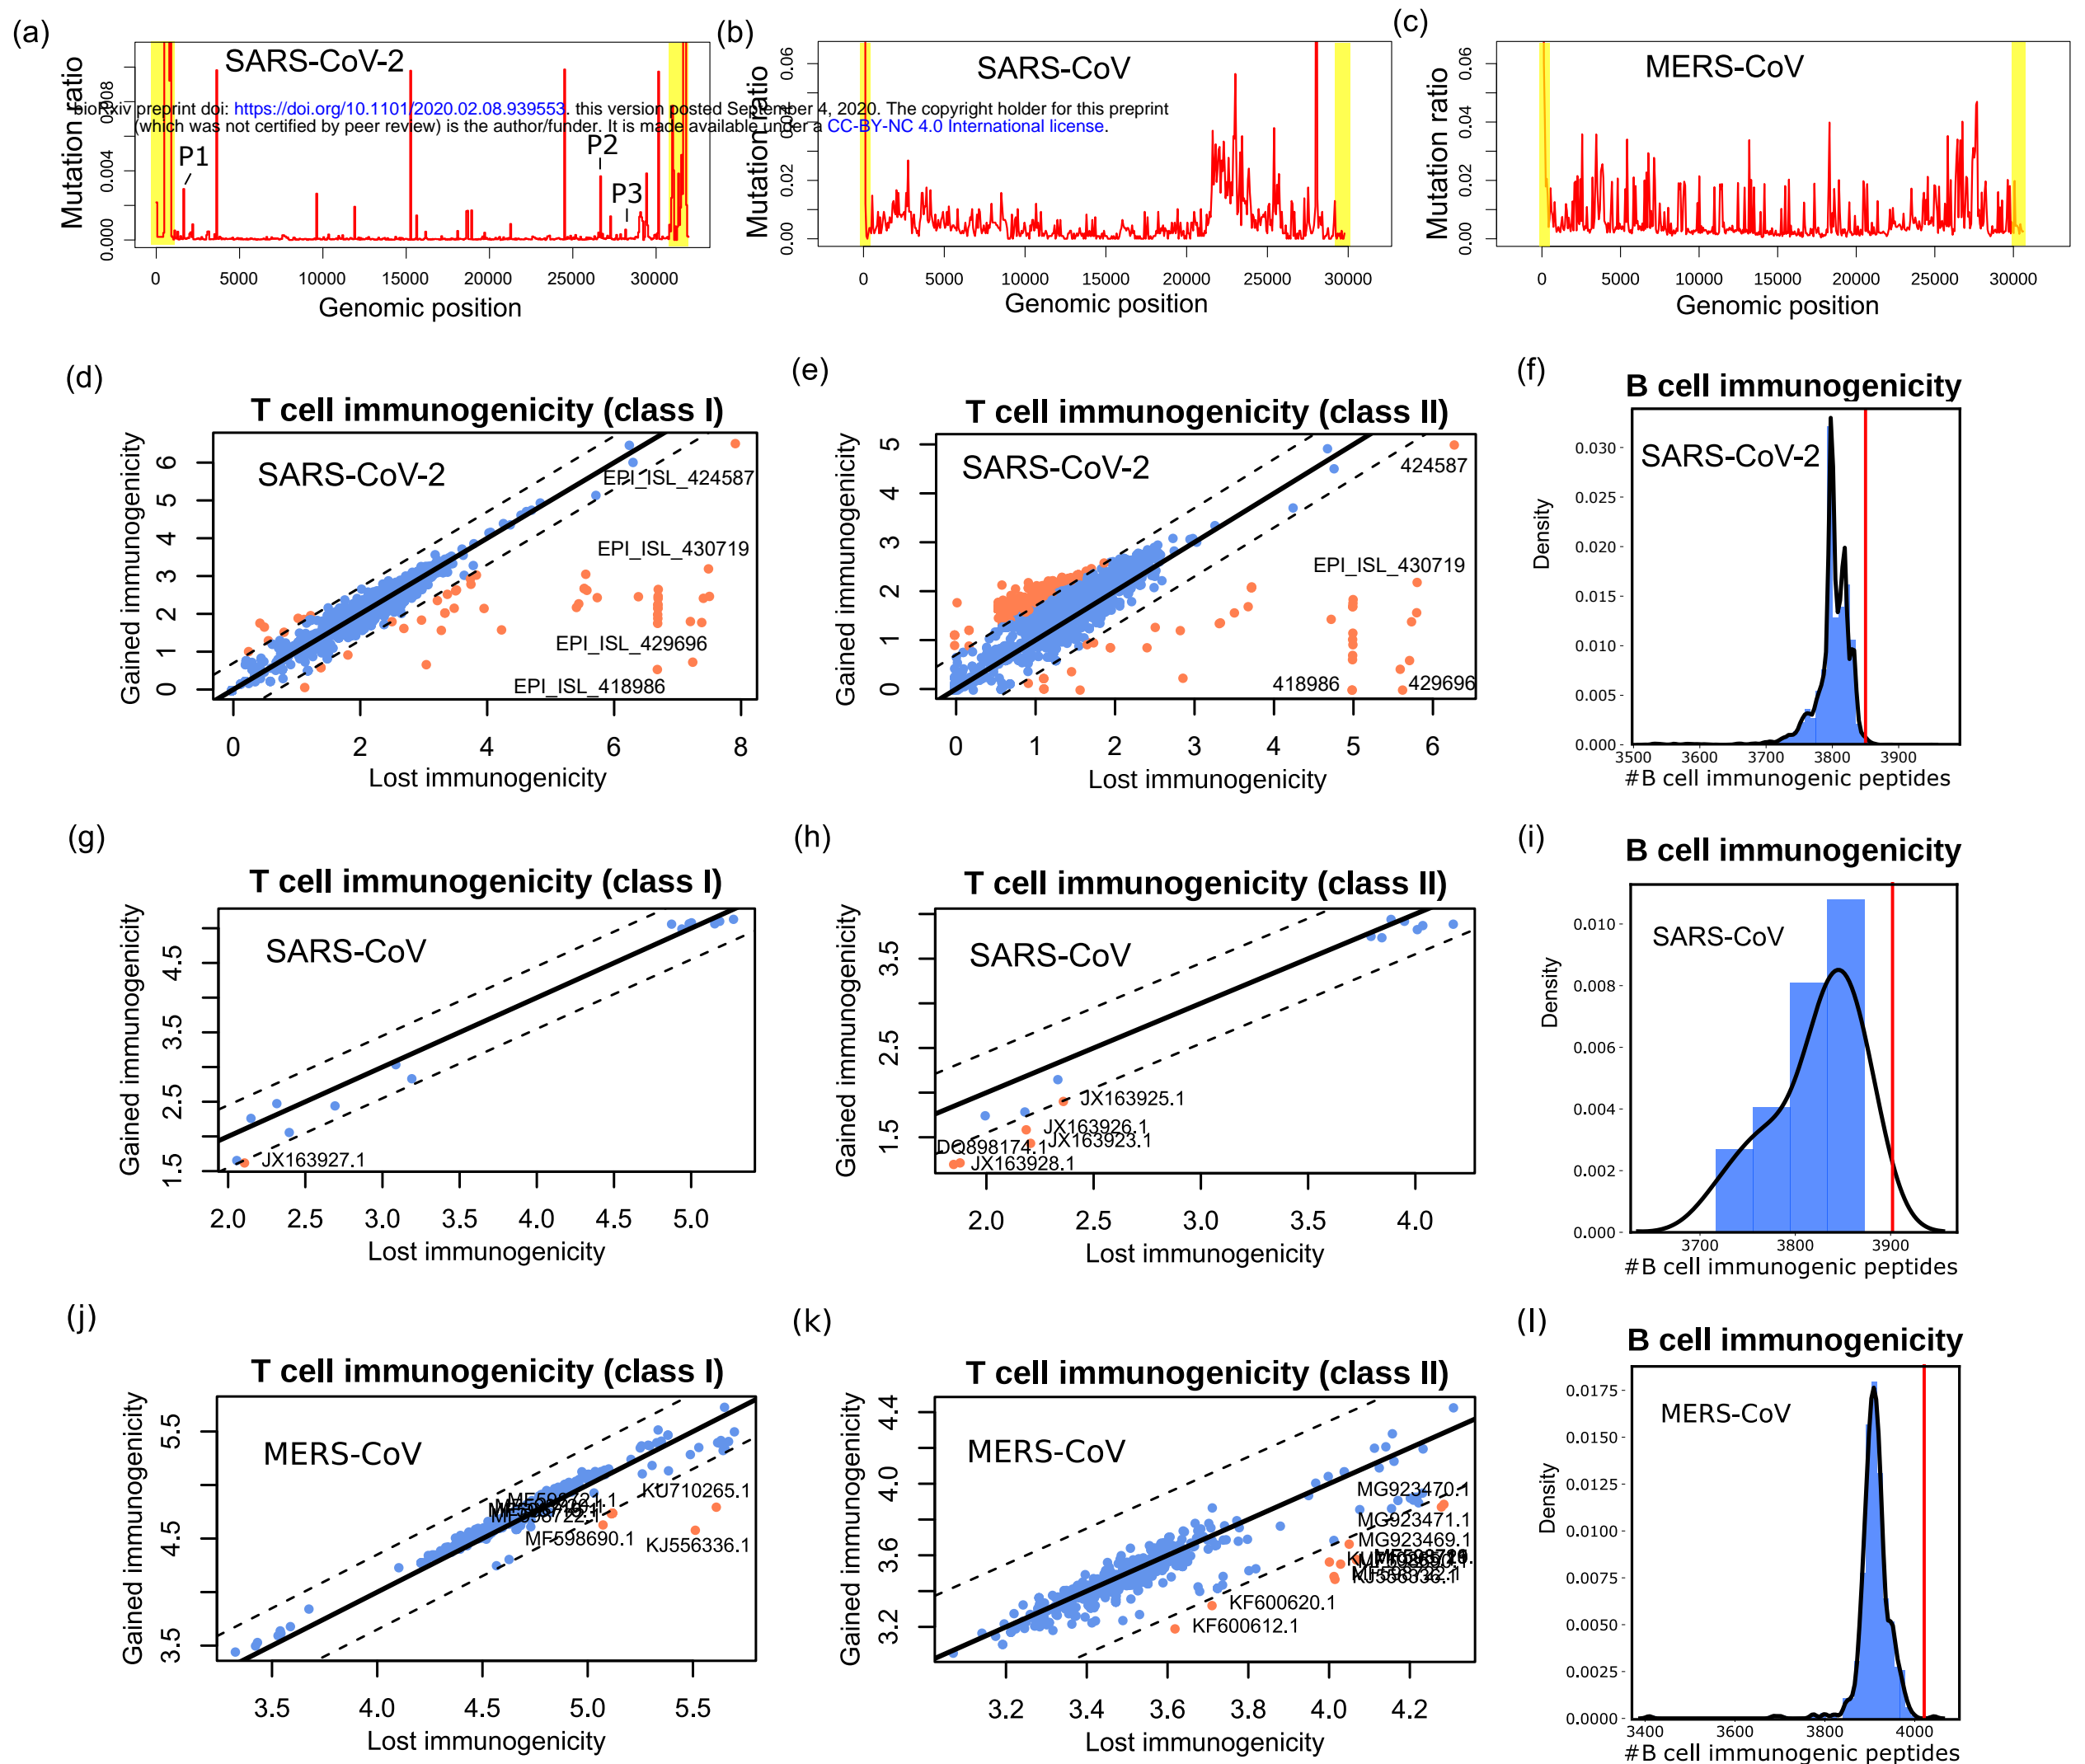 (a)
SARS-CoV-2
Mutation ratio
0.000 0.004 0.008
P1
P2
P3
0 5000 10000 15000 20000 25000 30000
Genomic position
(b)
SARS-CoV
Mutation ratio
0.00 0.02 0.04 0.06
0 5000 10000 15000 20000 25000 30000
Genomic position
(c)
MERS-CoV
Mutation ratio
0.00 0.02 0.04 0.06
0 5000 10000 15000 20000 25000 30000
Genomic position
bioRxiv preprint doi: https://doi.org/10.1101/2020.02.08.939553. this version posted September 4, 2020. The copyright holder for this preprint
(which was not certified by peer review) is the author/funder. It is made available under a CC-BY-NC 4.0 International license.
(d)
T cell immunogenicity (class I)
SARS-CoV-2
Gained immunogenicity
0 1 2 3 4 5 6
EPI_ISL_424587
EPI_ISL_430719
EPI_ISL_429696
EPI_ISL_418986
0 2 4 6 8
Lost immunogenicity
(e)
T cell immunogenicity (class II)
SARS-CoV-2
Gained immunogenicity
0 1 2 3 4 5
424587
EPI_ISL_430719
418986
429696
0 1 2 3 4 5 6
Lost immunogenicity
(f)
B cell immunogenicity
SARS-CoV-2
Density
0.030
0.025
0.020
0.015
0.010
0.005
0.000
3500 3600 3700 3800 3900
#B cell immunogenic peptides
(g)
T cell immunogenicity (class I)
SARS-CoV
Gained immunogenicity
1.5 2.5 3.5 4.5
JX163927.1
2.0 2.5 3.0 3.5 4.0 4.5 5.0
Lost immunogenicity
(h)
T cell immunogenicity (class II)
SARS-CoV
Gained immunogenicity
1.5 2.5 3.5
JX163925.1
JX163926.1
JX163923.1
DQ898174.1
JX163928.1
2.0 2.5 3.0 3.5 4.0
Lost immunogenicity
(i)
B cell immunogenicity
SARS-CoV
Density
0.010
0.008
0.006
0.004
0.002
0.000
3700 3800 3900
#B cell immunogenic peptides
(j)
T cell immunogenicity (class I)
MERS-CoV
Gained immunogenicity
3.5 4.5 5.5
KU710265.1
MF598721.1
MF598722.1
MF598690.1
KJ556336.1
3.5 4.0 4.5 5.0 5.5
Lost immunogenicity
(k)
T cell immunogenicity (class II)
MERS-CoV
Gained immunogenicity
3.2 3.6 4.0 4.4
MG923470.1
MG923471.1
MG923469.1
KJ556336.1
KF600620.1
KF600612.1
3.2 3.4 3.6 3.8 4.0 4.2
Lost immunogenicity
(l)
B cell immunogenicity
MERS-CoV
Density
0.0175
0.0150
0.0125
0.0100
0.0075
0.0050
0.0025
0.0000
3400 3600 3800 4000
#B cell immunogenic peptides